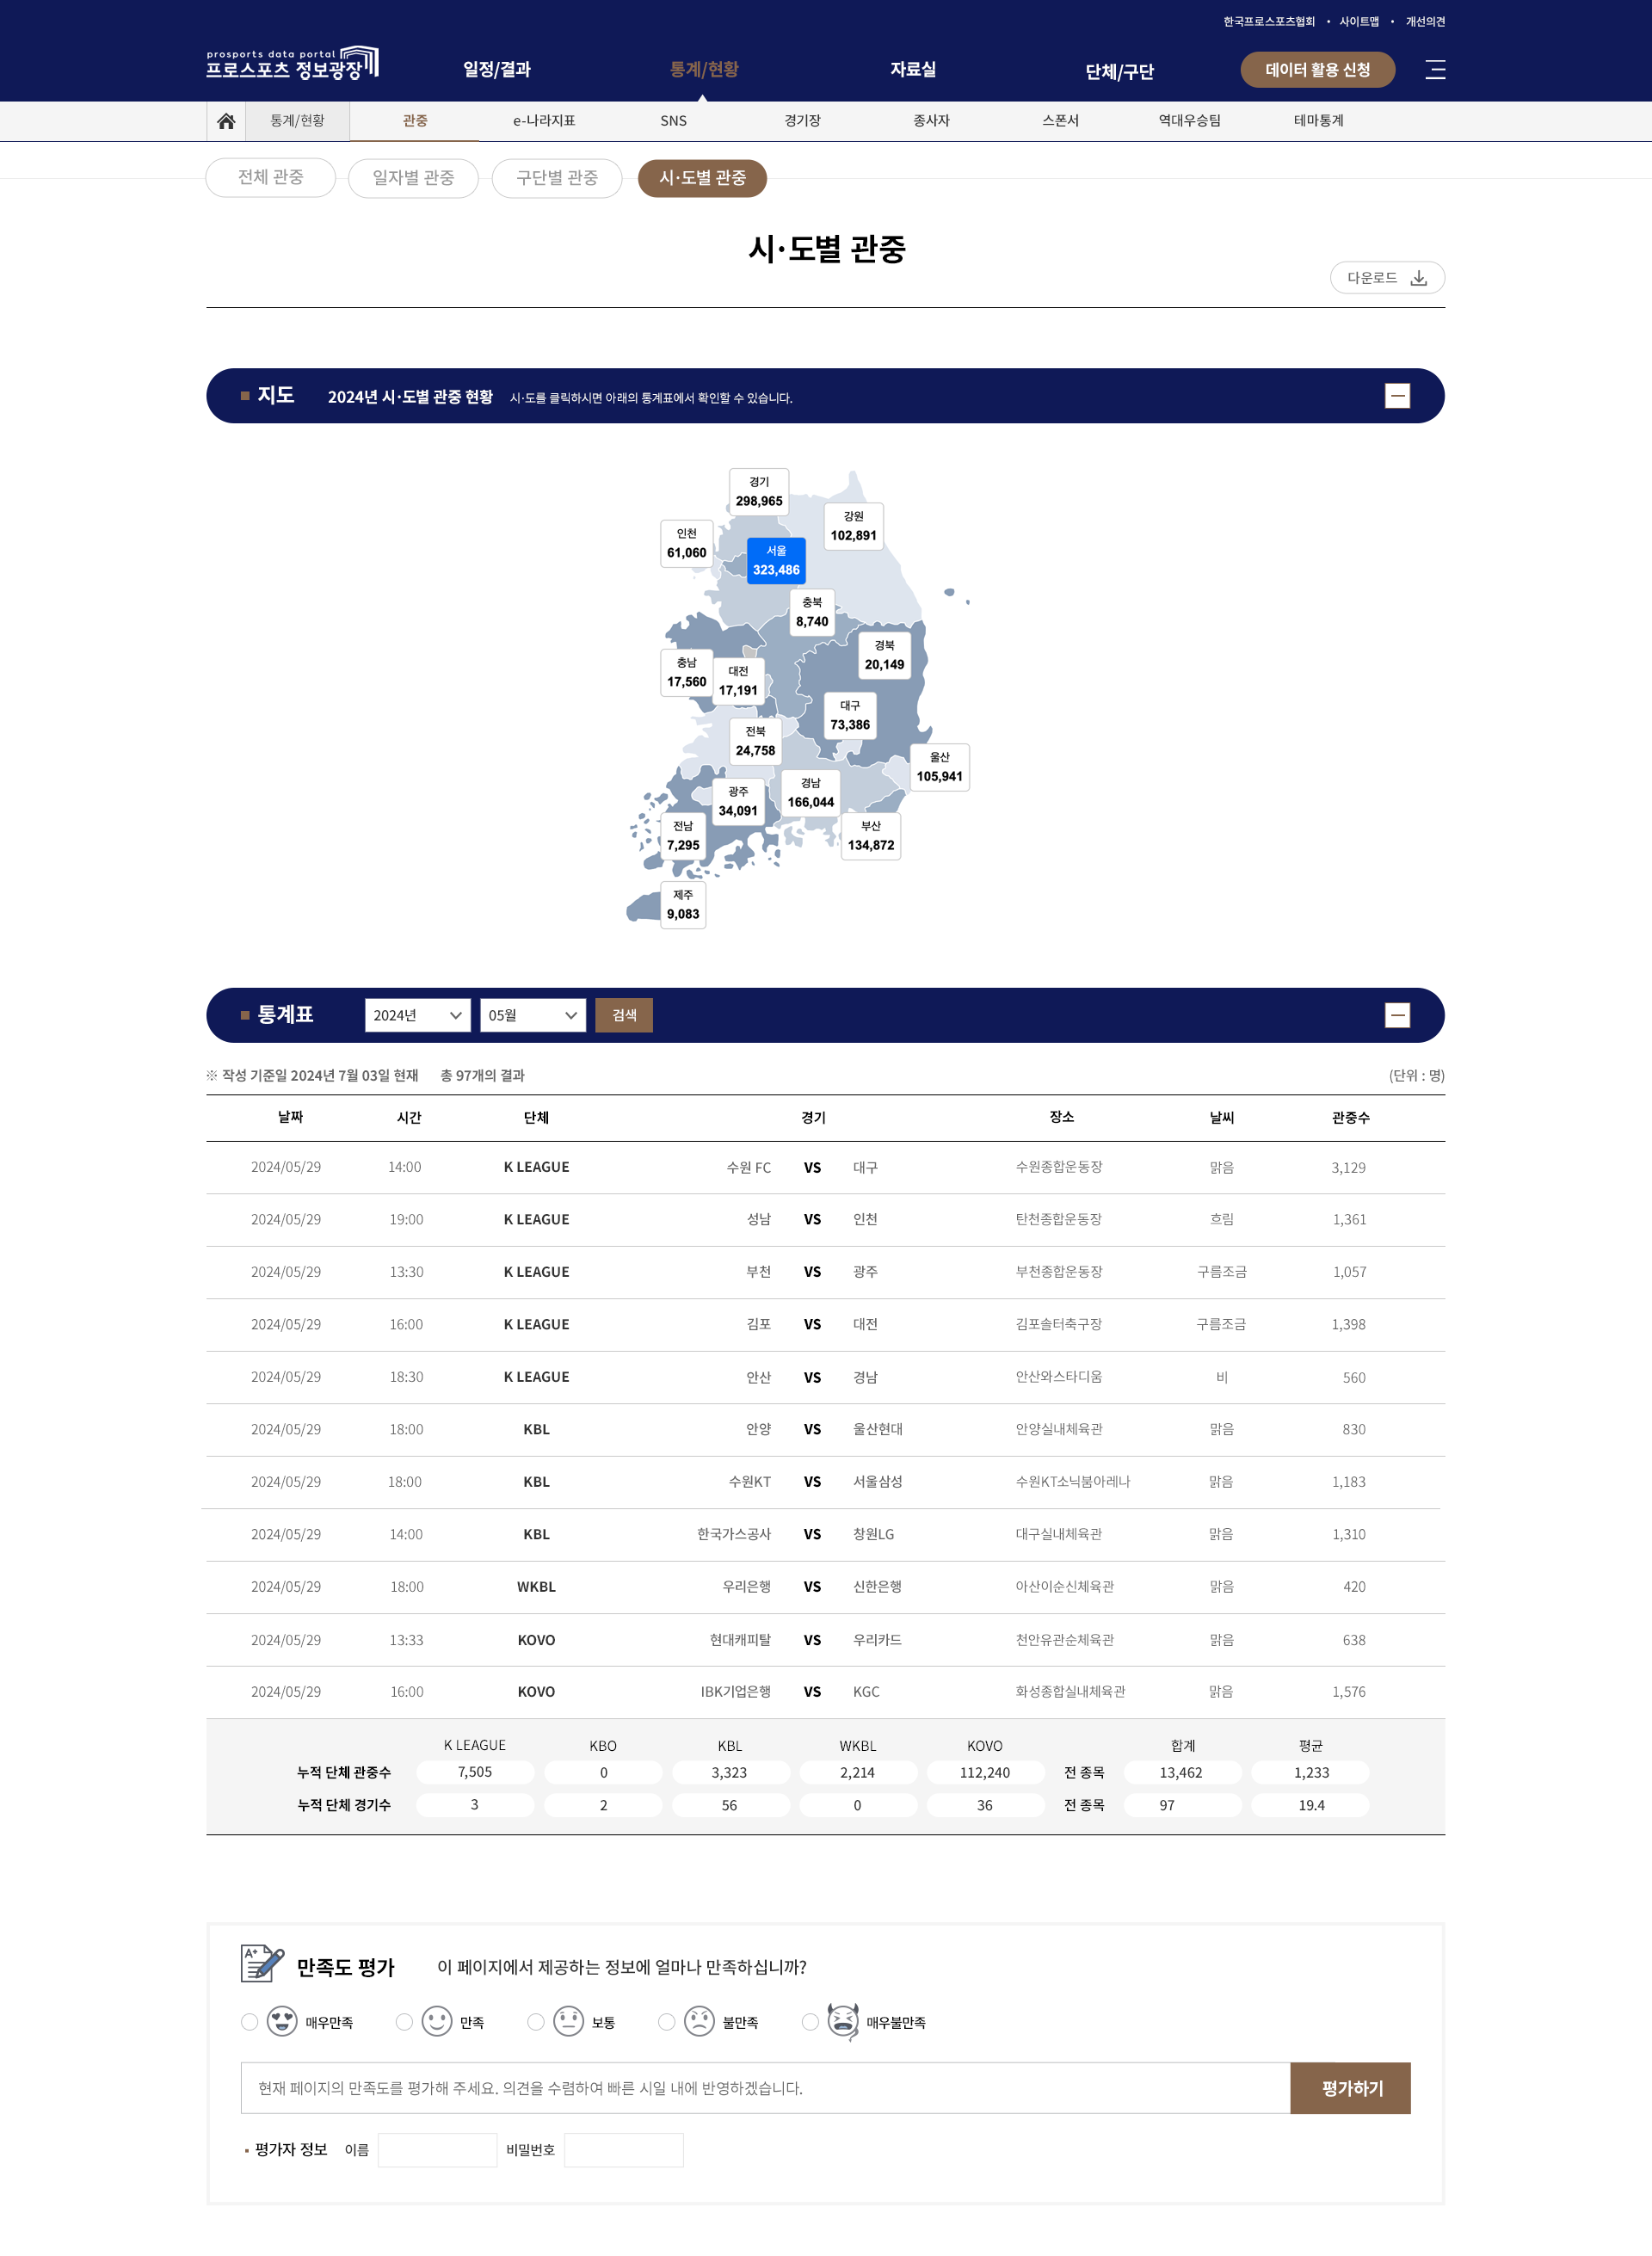 한국프로스포츠협회 • 사이트맵 • 개선의견
prosports data portal
프로스포츠 정보광장
일정/결과 통계/현황 자료실 단체/구단 데이터 활용 신청
통계/현황 관중 e-나라지표 SNS 경기장 종사자 스폰서 역대우승팀 테마통계
전체 관중 일자별 관중 구단별 관중 시·도별 관중
시·도별 관중
다운로드
지도 2024년 시·도별 관중 현황 시·도를 클릭하시면 아래의 통계표에서 확인할 수 있습니다.
경기
298,965
강원
102,891
인천
61,060
서울
323,486
충북
8,740
경북
20,149
충남
17,560
대전
17,191
대구
73,386
전북
24,758
울산
105,941
경남
166,044
광주
34,091
전남
7,295
부산
134,872
제주
9,083
통계표 2024년 05월 검색
※ 작성 기준일 2024년 7월 03일 현재 총 97개의 결과 (단위 : 명)
날짜 시간 단체 경기 장소 날씨 관중수
2024/05/29 14:00 K LEAGUE 수원 FC VS 대구 수원종합운동장 맑음 3,129
2024/05/29 19:00 K LEAGUE 성남 VS 인천 탄천종합운동장 흐림 1,361
2024/05/29 13:30 K LEAGUE 부천 VS 광주 부천종합운동장 구름조금 1,057
2024/05/29 16:00 K LEAGUE 김포 VS 대전 김포솔터축구장 구름조금 1,398
2024/05/29 18:30 K LEAGUE 안산 VS 경남 안산와스타디움 비 560
2024/05/29 18:00 KBL 안양 VS 울산현대 안양실내체육관 맑음 830
2024/05/29 18:00 KBL 수원KT VS 서울삼성 수원KT소닉붐아레나 맑음 1,183
2024/05/29 14:00 KBL 한국가스공사 VS 창원LG 대구실내체육관 맑음 1,310
2024/05/29 18:00 WKBL 우리은행 VS 신한은행 아산이순신체육관 맑음 420
2024/05/29 13:33 KOVO 현대캐피탈 VS 우리카드 천안유관순체육관 맑음 638
2024/05/29 16:00 KOVO IBK기업은행 VS KGC 화성종합실내체육관 맑음 1,576
K LEAGUE KBO KBL WKBL KOVO 합계 평균
누적 단체 관중수 7,505 0 3,323 2,214 112,240 전 종목 13,462 1,233
누적 단체 경기수 3 2 56 0 36 전 종목 97 19.4
A+
만족도 평가 이 페이지에서 제공하는 정보에 얼마나 만족하십니까?
매우만족 만족 보통 불만족 매우불만족
현재 페이지의 만족도를 평가해 주세요. 의견을 수렴하여 빠른 시일 내에 반영하겠습니다. 평가하기
평가자 정보 이름 비밀번호